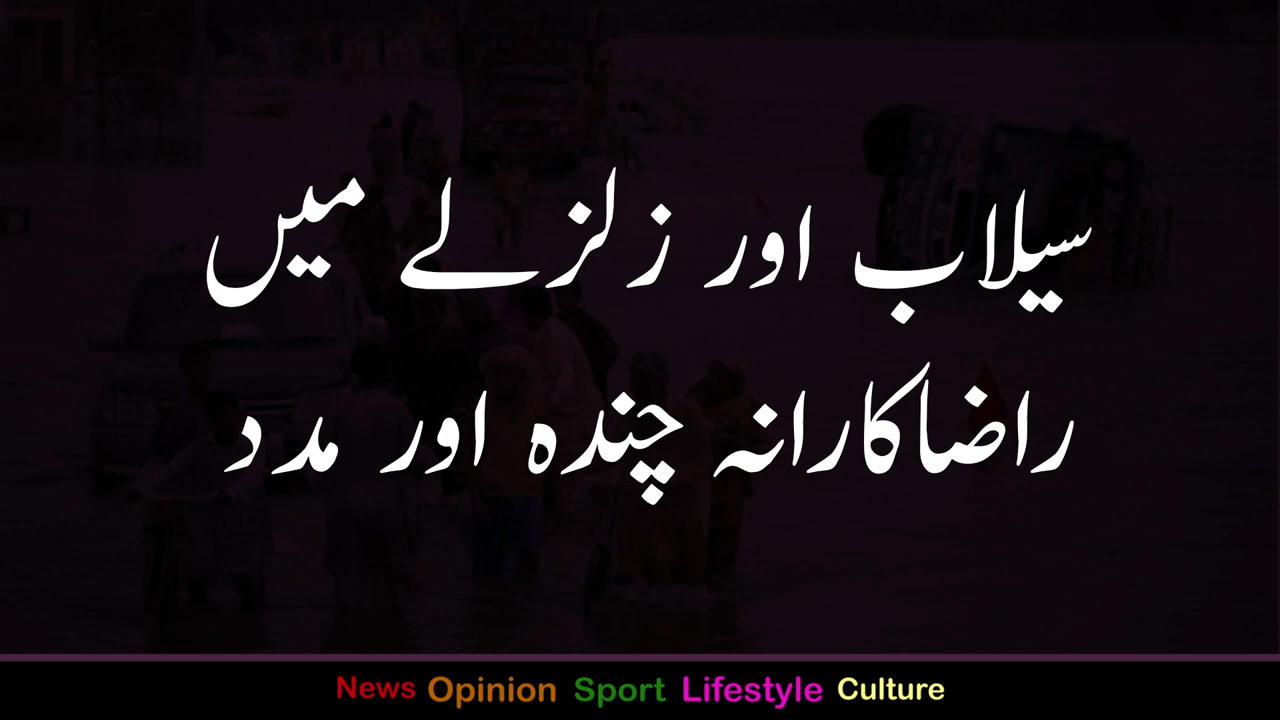 سیلاب اور زلزلے میں
راضاکارانہ چندہ اور مدد
News Opinion Sport Lifestyle Culture